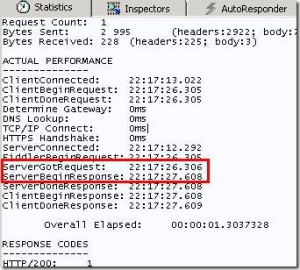 Statistics Inspectors AutoResponder
Request Count: 1
Bytes Sent: 2 995 (headers:2922; body:3)
Bytes Received: 228 (headers:225; body:3)
ACTUAL PERFORMANCE
--------------
ClientConnected: 22:17:13.022
ClientBeginRequest: 22:17:26.305
ClientDoneRequest: 22:17:26.305
Determine Gateway: 0ms
DNS Lookup: 0ms
TCP/IP Connect: 0ms
HTTPS Handshake: 0ms
ServerConnected: 22:17:12.292
FiddlerBeginRequest: 22:17:26.305
ServerGotRequest: 22:17:26.306
ServerBeginResponse: 22:17:27.608
ServerDoneResponse: 22:17:27.608
ClientBeginResponse: 22:17:27.608
ClientDoneResponse: 22:17:27.609
Overall Elapsed: 00:00:01.3037328
RESPONSE CODES
--------------
HTTP/200: 1